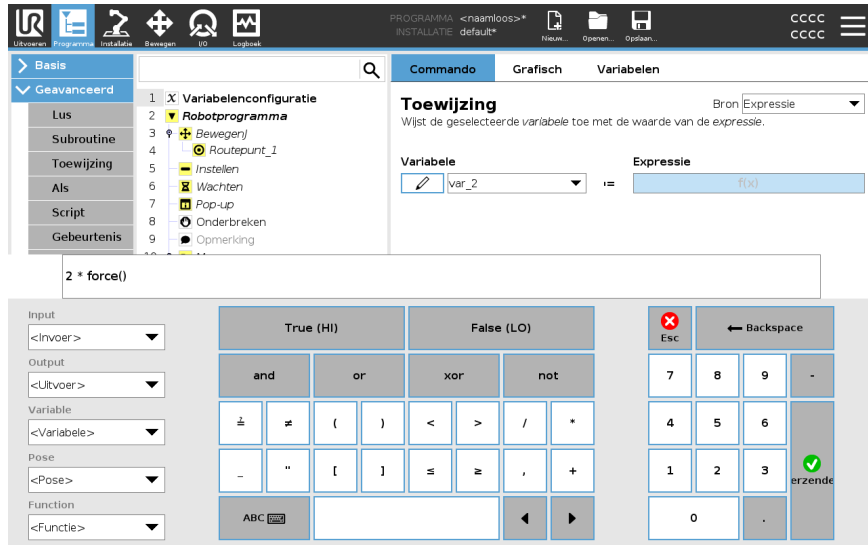 PROGRAMMA <naamloos>*
INSTALLATIE default*
Uitvoeren Programma Installatie Bewegen I/O Logboek
Nieuw... Openen... Opslaan...
CCCC
CCCC
Basis
Geavanceerd
Lus
Subroutine
Toewijzing
Als
Script
Gebeurtenis
1 X Variabelenconfiguratie
2 Robotprogramma
3 BewegenJ
4 Routepunt_1
5 Instellen
6 Wachten
7 Pop-up
8 Onderbreken
9 Opmerking
Commando Grafisch Variabelen
Toewijzing
Bron Expressie
Wijst de geselecteerde variabele toe met de waarde van de expressie.
Variabele Expressie
var_2 := f(x)
2 * force()
Input
<Invoer>
Output
<Uitvoer>
Variable
<Variabele>
Pose
<Pose>
Function
<Functie>
True (HI) False (LO)
and or xor not
≟ ≠ ( ) < > / *
_ " [ ] ≤ ≥ , +
ABC
Esc Backspace
7 8 9 -
4 5 6
1 2 3 erzende
0 .